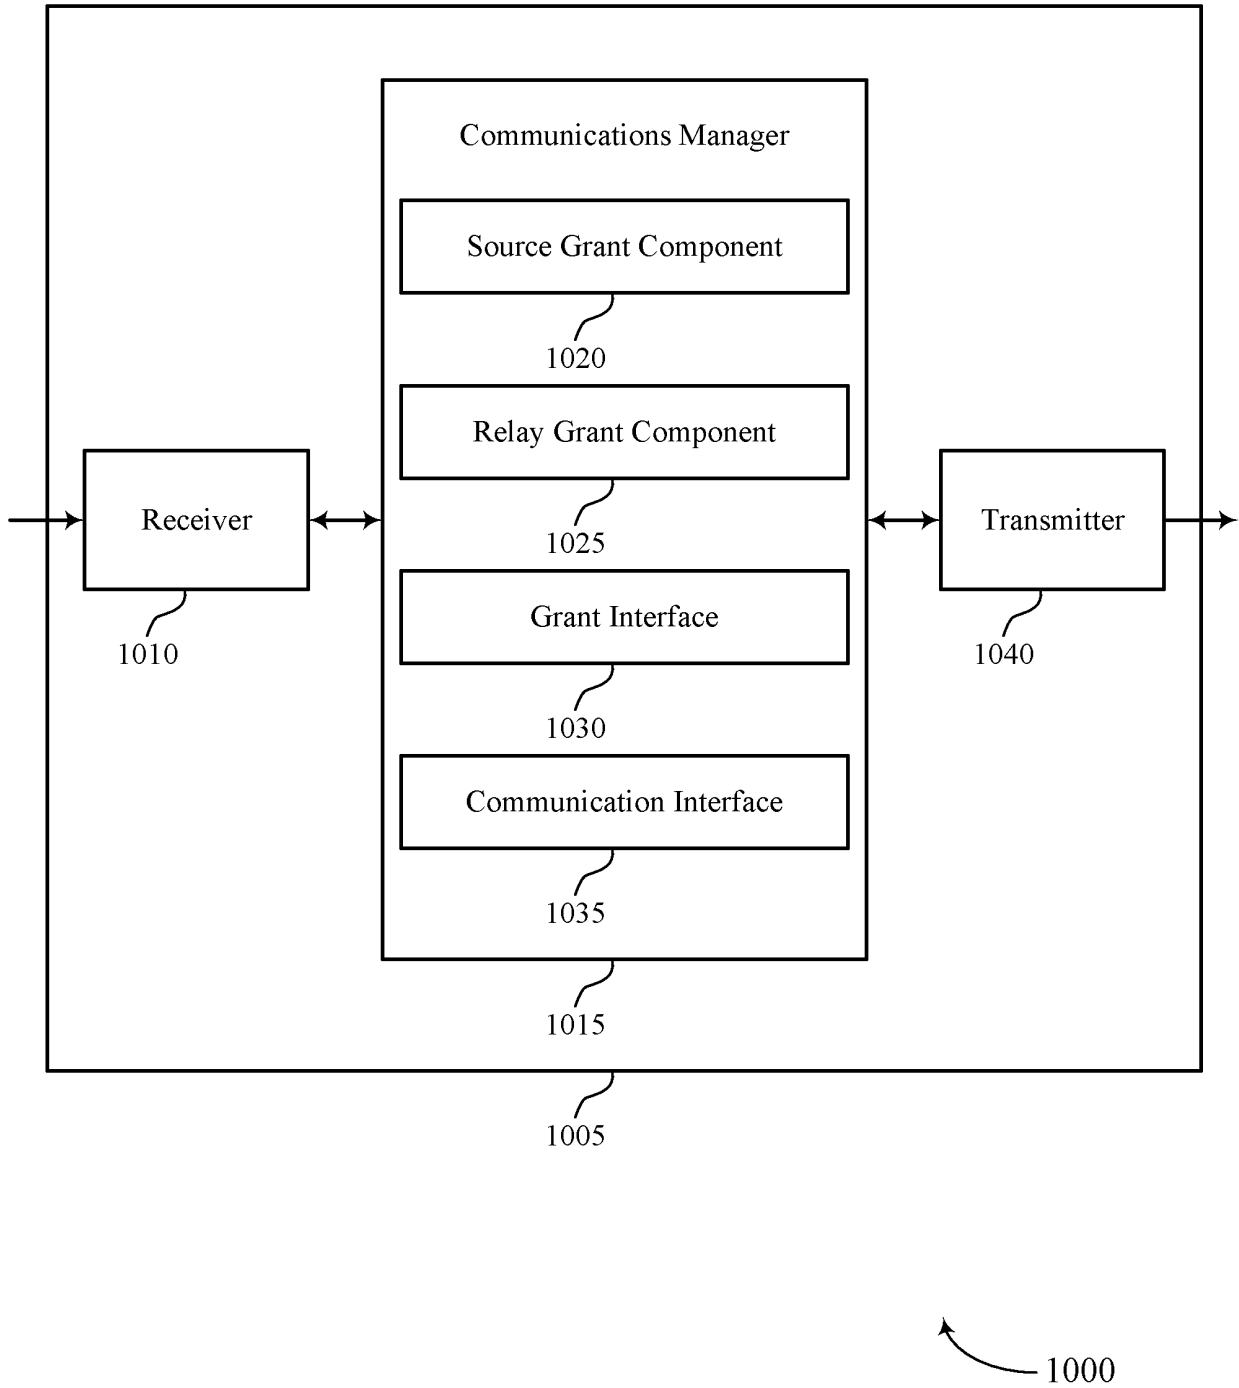 Communications Manager
Source Grant Component
1020
Relay Grant Component
Receiver
Transmitter
1025
Grant Interface
1010
1040
1030
Communication Interface
1035
1015
1005
1000